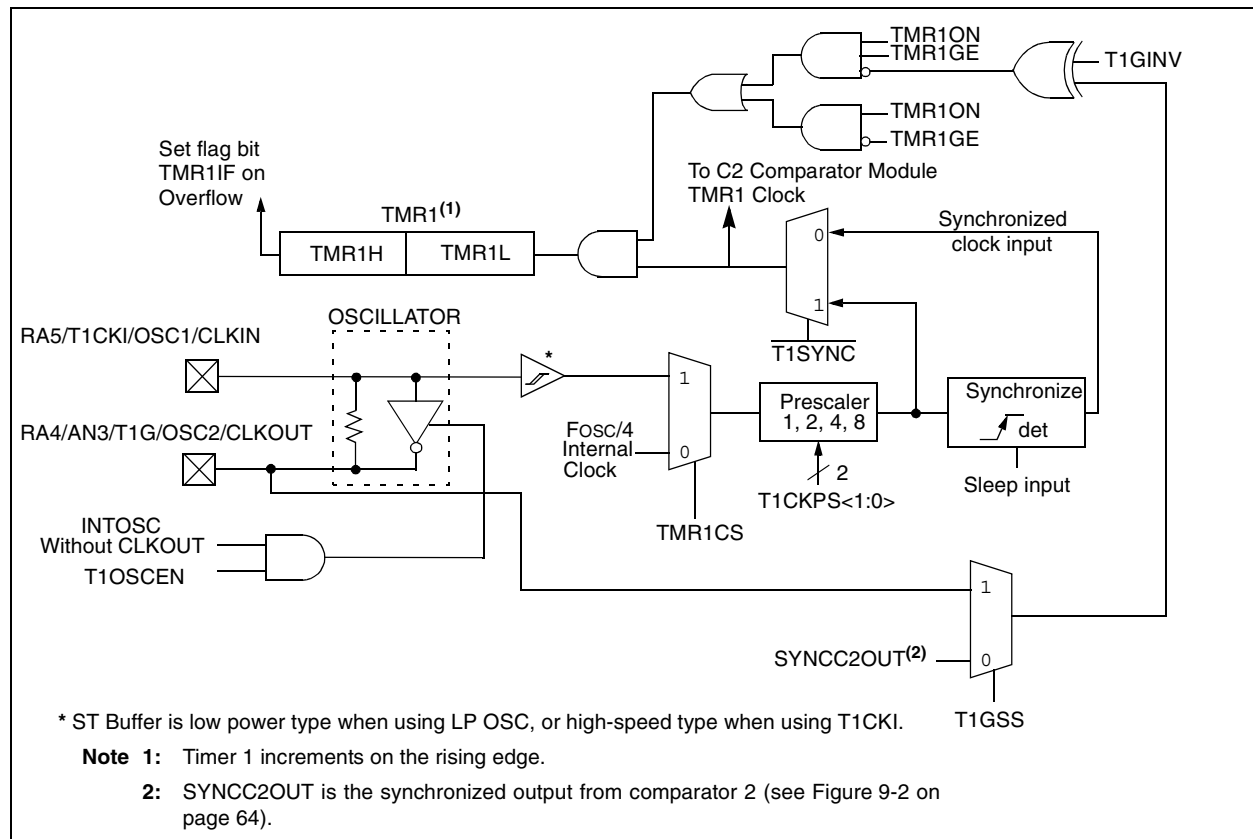 TMR1ON
TMR1GE
T1GINV
TMR1ON
TMR1GE
Set flag bit
TMR1IF on
Overflow
To C2 Comparator Module
TMR1 Clock
TMR1(1)
TMR1H
TMR1L
0
1
Synchronized
clock input
T1SYNC
RA5/T1CKI/OSC1/CLKIN
OSCILLATOR
*
1
0
FOSC/4
Internal
Clock
TMR1CS
Prescaler
1, 2, 4, 8
2
T1CKPS<1:0>
Synchronize
det
Sleep input
RA4/AN3/T1G/OSC2/CLKOUT
INTOSC
Without CLKOUT
T1OSCEN
1
0
SYNCC2OUT(2)
T1GSS
* ST Buffer is low power type when using LP OSC, or high-speed type when using T1CKI.
Note 1: Timer 1 increments on the rising edge.
2: SYNCC2OUT is the synchronized output from comparator 2 (see Figure 9-2 on
page 64).